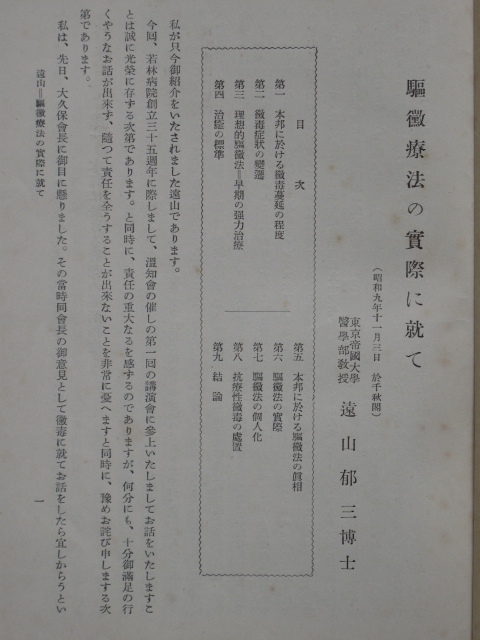 驅黴療法の實際に就て
(昭和九年十一月三日 於千秋閣)
東京帝國大學
醫學部敎授 遠山郁三博士
目次
第一 本邦に於ける黴毒蔓延の程度
第二 黴毒症狀の變遷
第三 理想的驅黴法=早期の强力治療
第四 治癒の標準
第五 本邦に於ける驅黴法の眞相
第六 驅黴法の實際
第七 驅黴法の個人化
第八 抗療性黴毒の處置
第九 結論
私が只今御紹介をいたされました遠山であります。
今囘、若林病院創立三十五週年に際しまして、溫知會の催しの第一囘の講演會に參上いたしましてお話をいたしますこ
とは誠に光榮に存ずる次第であります。と同時に、責任の重大なるを感ずるのでありますが、何分にも、十分御滿足の行
くやうなお話が出來ず、隨つて責任を全うすることが出來ないことを非常に憂へますと同時に、豫めお詫び申しまする次
第であります。
私は、先日、大久保會長に御目に懸りました。その當時同會長の御意見として黴毒に就てお話をしたら宜しからうとい
遠山=驅黴療法の實際に就て
一